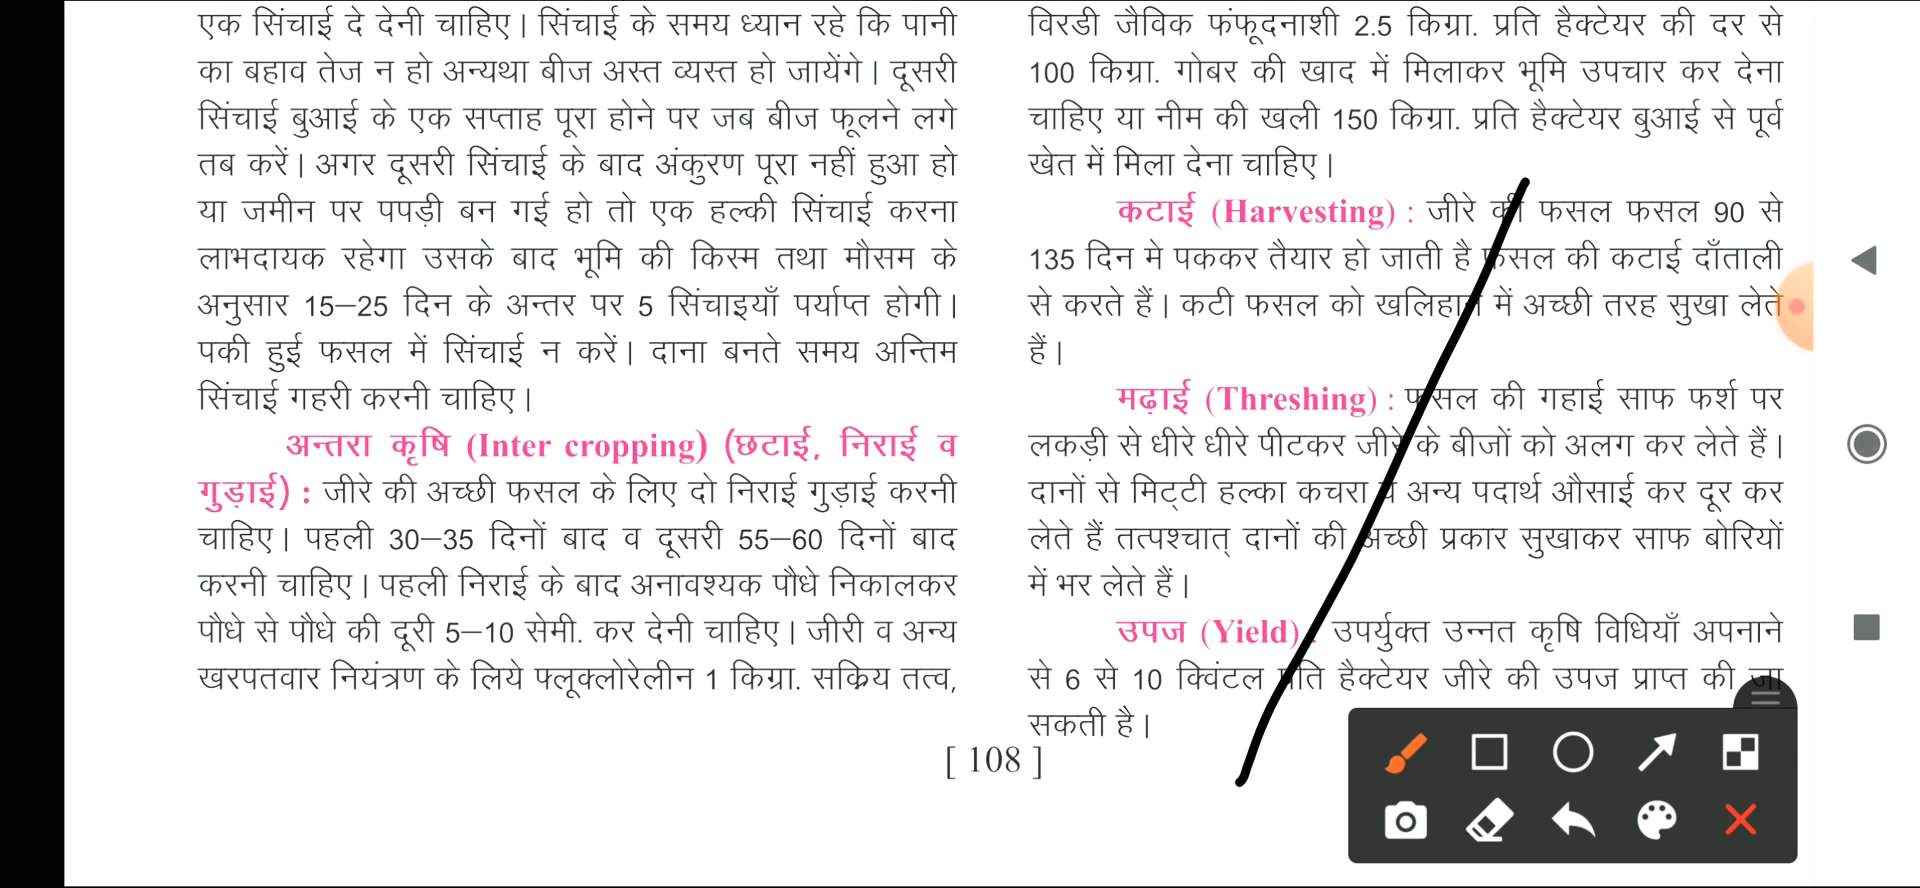 एक सिंचाई दे देनी चाहिए। सिंचाई के समय ध्यान रहे कि पानी
का बहाव तेज न हो अन्यथा बीज अस्त व्यस्त हो जायेंगे। दूसरी
सिंचाई बुआई के एक सप्ताह पूरा होने पर जब बीज फूलने लगे
तब करें। अगर दूसरी सिंचाई के बाद अंकुरण पूरा नहीं हुआ हो
या जमीन पर पपड़ी बन गई हो तो एक हल्की सिंचाई करना
लाभदायक रहेगा उसके बाद भूमि की किस्म तथा मौसम के
अनुसार 15–25 दिन के अन्तर पर 5 सिंचाइयाँ पर्याप्त होगी।
पकी हुई फसल में सिंचाई न करें। दाना बनते समय अन्तिम
सिंचाई गहरी करनी चाहिए।
अन्तरा कृषि (Inter cropping) (छटाई, निराई व
गुड़ाई) : जीरे की अच्छी फसल के लिए दो निराई गुड़ाई करनी
चाहिए। पहली 30–35 दिनों बाद व दूसरी 55–60 दिनों बाद
करनी चाहिए। पहली निराई के बाद अनावश्यक पौधे निकालकर
पौधे से पौधे की दूरी 5–10 सेमी. कर देनी चाहिए। जीरी व अन्य
खरपतवार नियंत्रण के लिये फ्लूक्लोरेलीन 1 किग्रा. सक्रिय तत्व,
विरडी जैविक फंफूदनाशी 2.5 किग्रा. प्रति हैक्टेयर की दर से
100 किग्रा. गोबर की खाद में मिलाकर भूमि उपचार कर देना
चाहिए या नीम की खली 150 किग्रा. प्रति हैक्टेयर बुआई से पूर्व
खेत में मिला देना चाहिए।
कटाई (Harvesting) : जीरे की फसल फसल 90 से
135 दिन मे पककर तैयार हो जाती है फसल की कटाई दाँताली
से करते हैं। कटी फसल को खलिहान में अच्छी तरह सुखा लेते
हैं।
मढ़ाई (Threshing) : फसल की गहाई साफ फर्श पर
लकड़ी से धीरे धीरे पीटकर जीरे के बीजों को अलग कर लेते हैं।
दानों से मिट्टी हल्का कचरा व अन्य पदार्थ औसाई कर दूर कर
लेते हैं तत्पश्चात् दानों की अच्छी प्रकार सुखाकर साफ बोरियों
में भर लेते हैं।
उपज (Yield) : उपर्युक्त उन्नत कृषि विधियाँ अपनाने
से 6 से 10 क्विंटल प्रति हैक्टेयर जीरे की उपज प्राप्त की जा
सकती है।
[ 108 ]